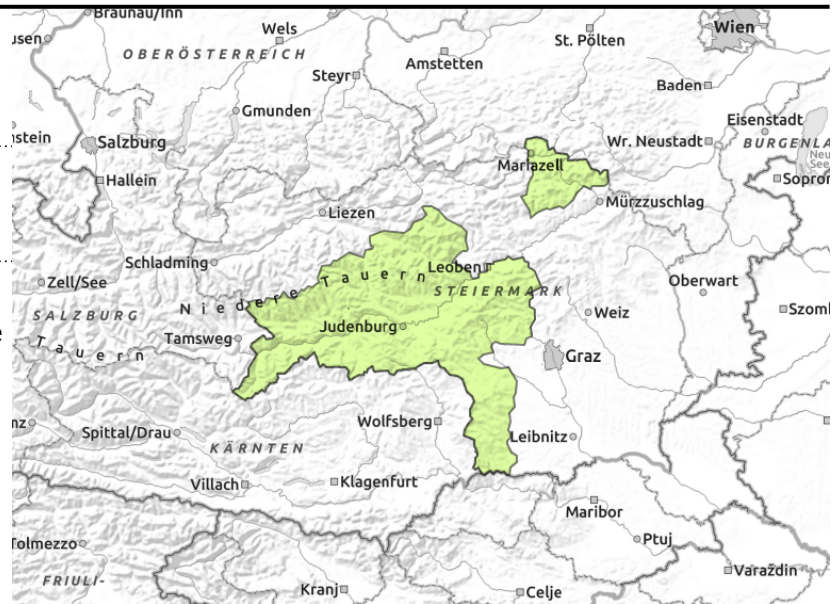 Braunau/Inn
Wels
Wien
OBERÖSTERREICH
St. Pölten
Amstetten
Steyr
Baden
Gmunden
Eisenstadt
Salzburg
Wr. Neustadt
BURGENLA
Mariazell
Hallein
Sopron
Mürzzuschlag
Liezen
Schladming
Leoben
Zell/See
Niedere Tauern
STEIERMARK
Oberwart
SALZBURG
Weiz
Szomb
Judenburg
Tamsweg
Tauern
Graz
Wolfsberg
Leibnitz
Spittal/Drau
KÄRNTEN
Villach
Klagenfurt
Maribor
Ptuj
Tolmezzo
Varaždin
FRIULI-
Kranj
Celje